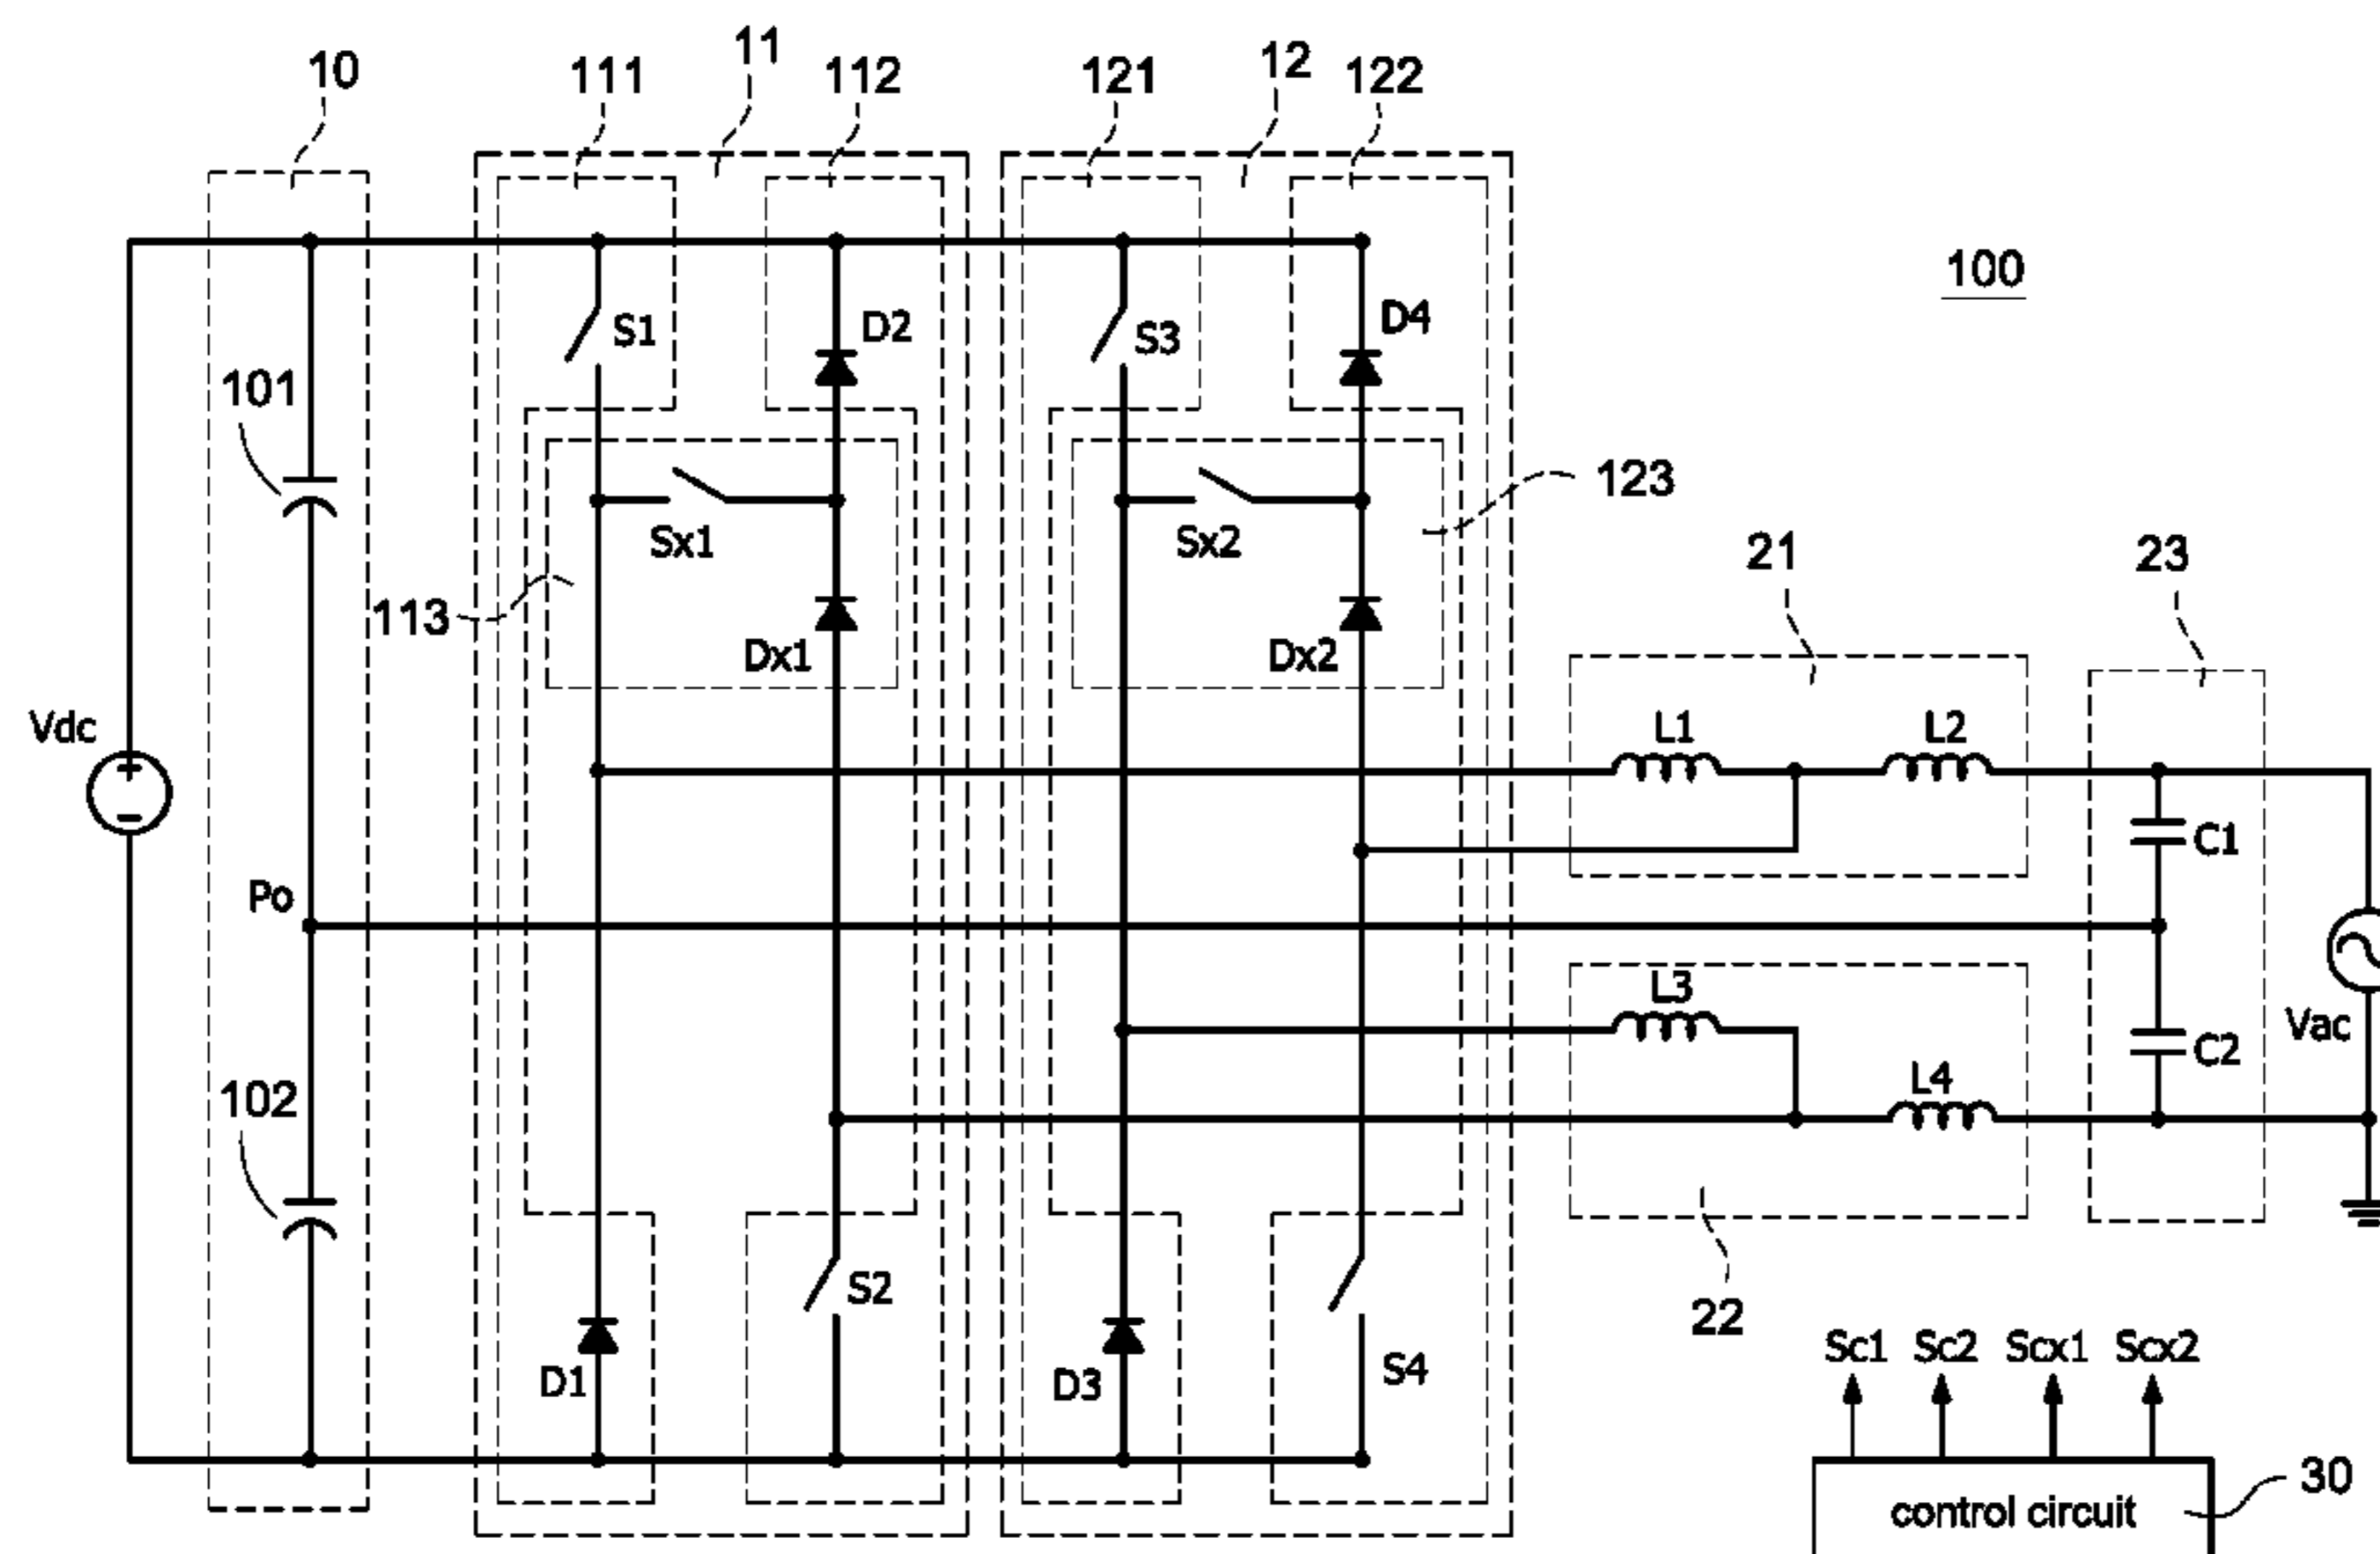 10
111
11
112
121
12
122
100
S1
D2
S3
D4
101
Sx1
Sx2
123
113
Dx1
Dx2
21
23
Vdc
L1
L2
C1
Po
L3
Vac
C2
102
L4
S2
22
D1
D3
S4
Sc1 Sc2 Scx1 Scx2
30
control circuit